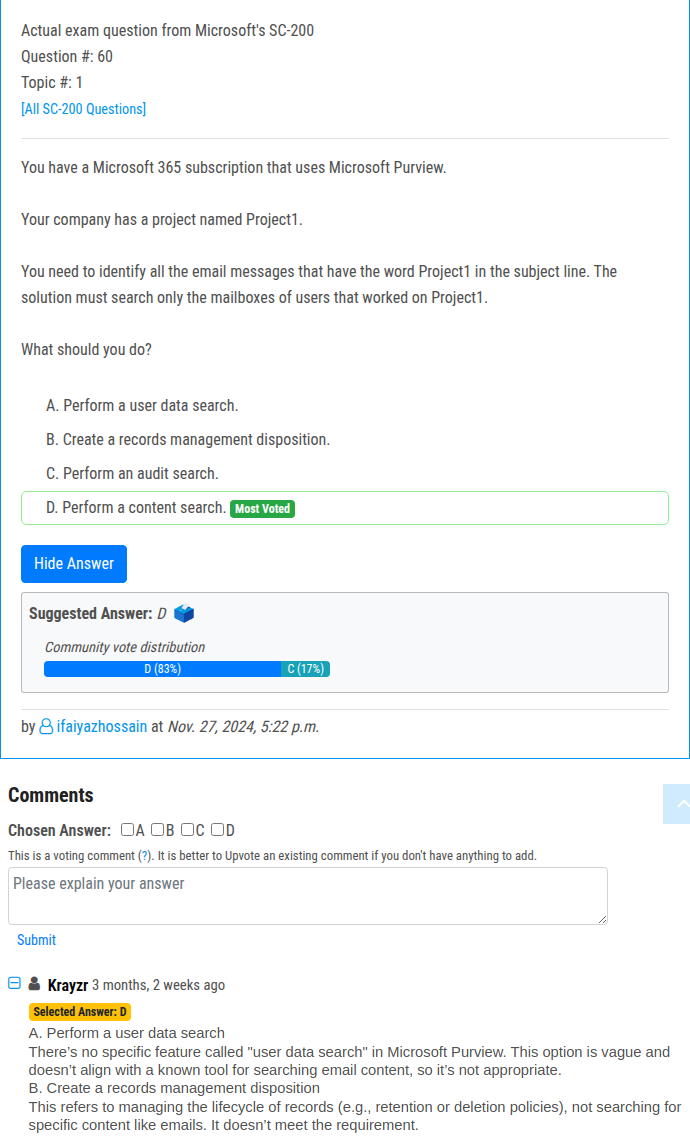 Actual exam question from Microsoft's SC-200
Question #: 60
Topic #: 1
[All SC-200 Questions]
You have a Microsoft 365 subscription that uses Microsoft Purview.
Your company has a project named Project1.
You need to identify all the email messages that have the word Project1 in the subject line. The
solution must search only the mailboxes of users that worked on Project1.
What should you do?
A. Perform a user data search.
B. Create a records management disposition.
C. Perform an audit search.
D. Perform a content search. Most Voted
Hide Answer
Suggested Answer: D
Community vote distribution
D (83%) C (17%)
by ifaiyazhossain at Nov. 27, 2024, 5:22 p.m.
Comments
Chosen Answer: A B C D
This is a voting comment (?). It is better to Upvote an existing comment if you don't have anything to add.
Please explain your answer
Submit
Krayzr 3 months, 2 weeks ago
Selected Answer: D
A. Perform a user data search
There’s no specific feature called "user data search" in Microsoft Purview. This option is vague and
doesn’t align with a known tool for searching email content, so it’s not appropriate.
B. Create a records management disposition
This refers to managing the lifecycle of records (e.g., retention or deletion policies), not searching for
specific content like emails. It doesn’t meet the requirement.